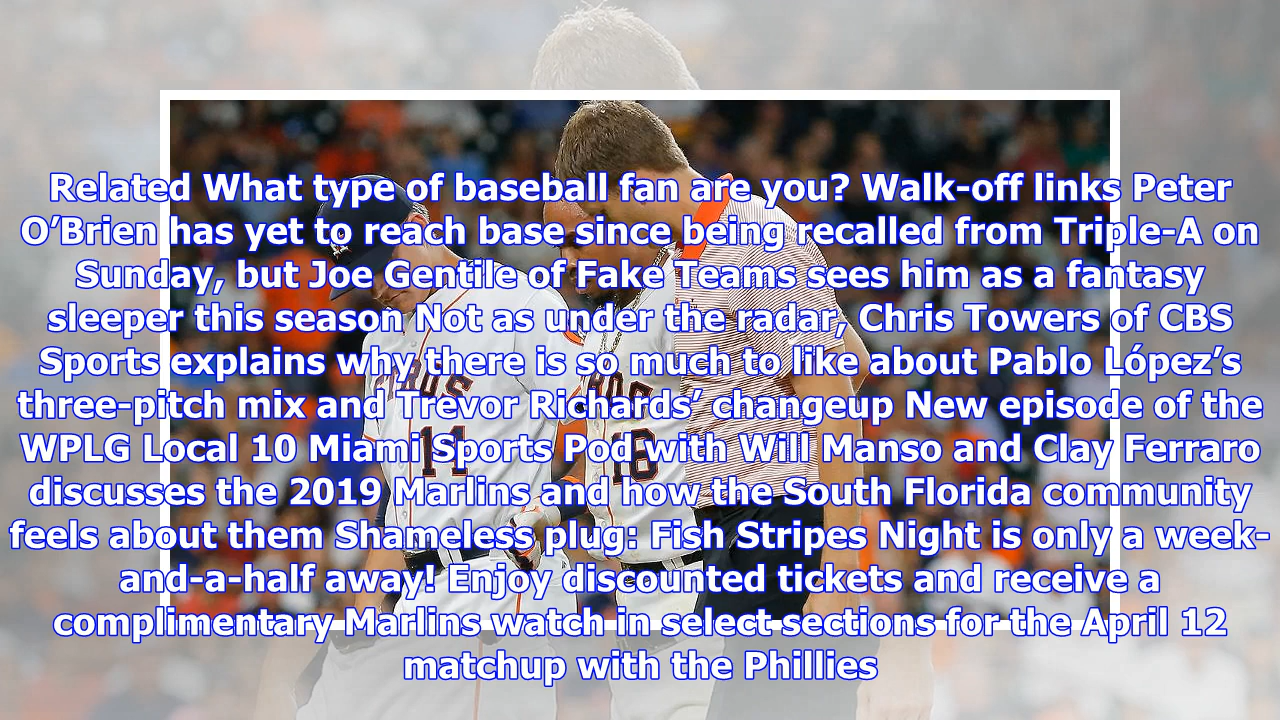 Related What type of baseball fan are you? Walk-off links Peter
O’Brien has yet to reach base since being recalled from Triple-A on
Sunday, but Joe Gentile of Fake Teams sees him as a fantasy
sleeper this season Not as under the radar, Chris Towers of CBS
Sports explains why there is so much to like about Pablo López’s
three-pitch mix and Trevor Richards’ changeup New episode of the
WPLG Local 10 Miami Sports Pod with Will Manso and Clay Ferraro
discusses the 2019 Marlins and how the South Florida community
feels about them Shameless plug: Fish Stripes Night is only a week-
and-a-half away! Enjoy discounted tickets and receive a
complimentary Marlins watch in select sections for the April 12
matchup with the Phillies
11
18